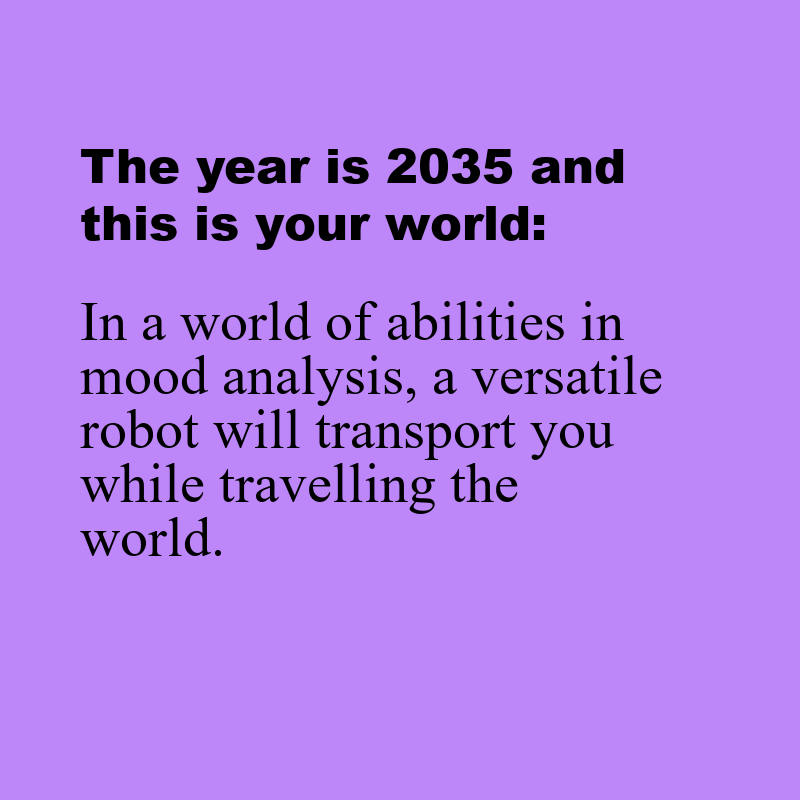 The year is 2035 and
this is your world:
In a world of abilities in
mood analysis, a versatile
robot will transport you
while travelling the
world.